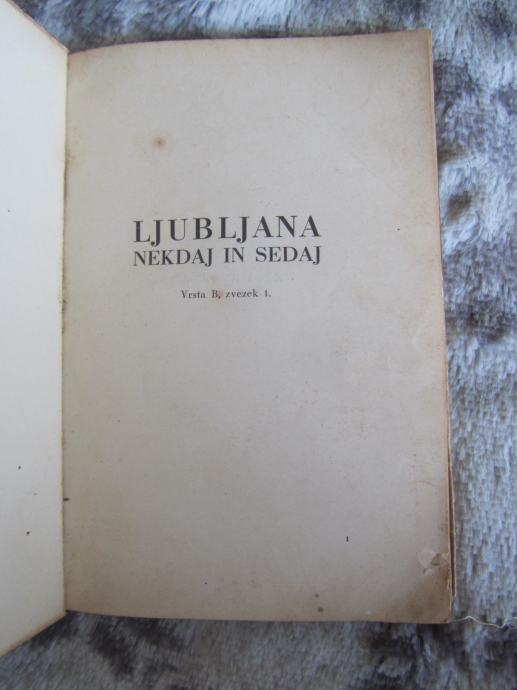 LJUBLJANA
NEKDAJ IN SEDAJ
Vrsta B, zvezek 1.
1